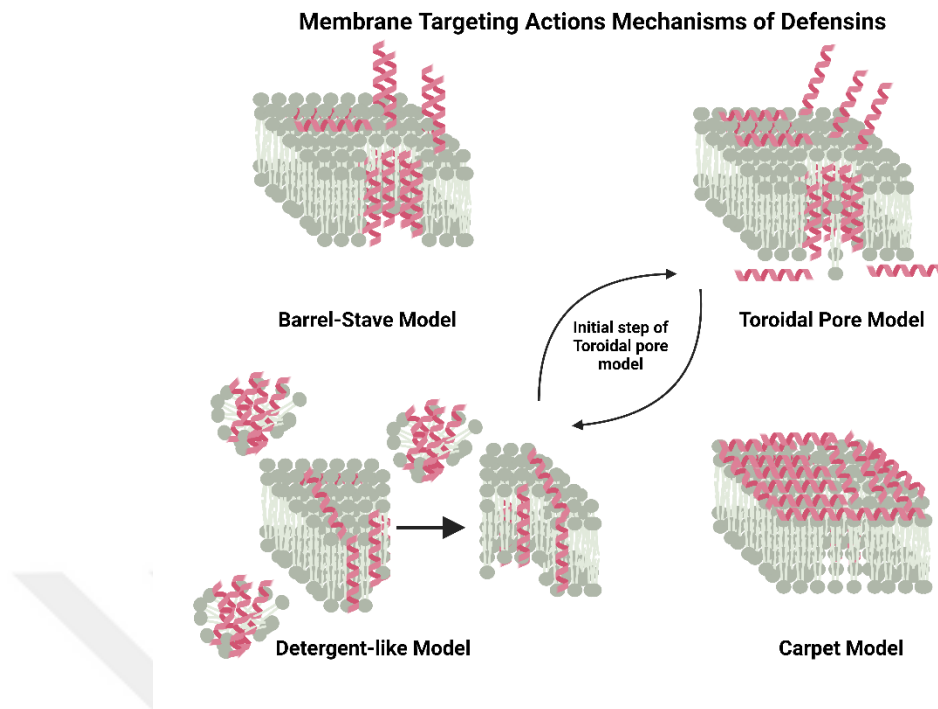 Membrane Targeting Actions Mechanisms of Defensins
Barrel-Stave Model
Toroidal Pore Model
Initial step of
Toroidal pore
model
Detergent-like Model
Carpet Model